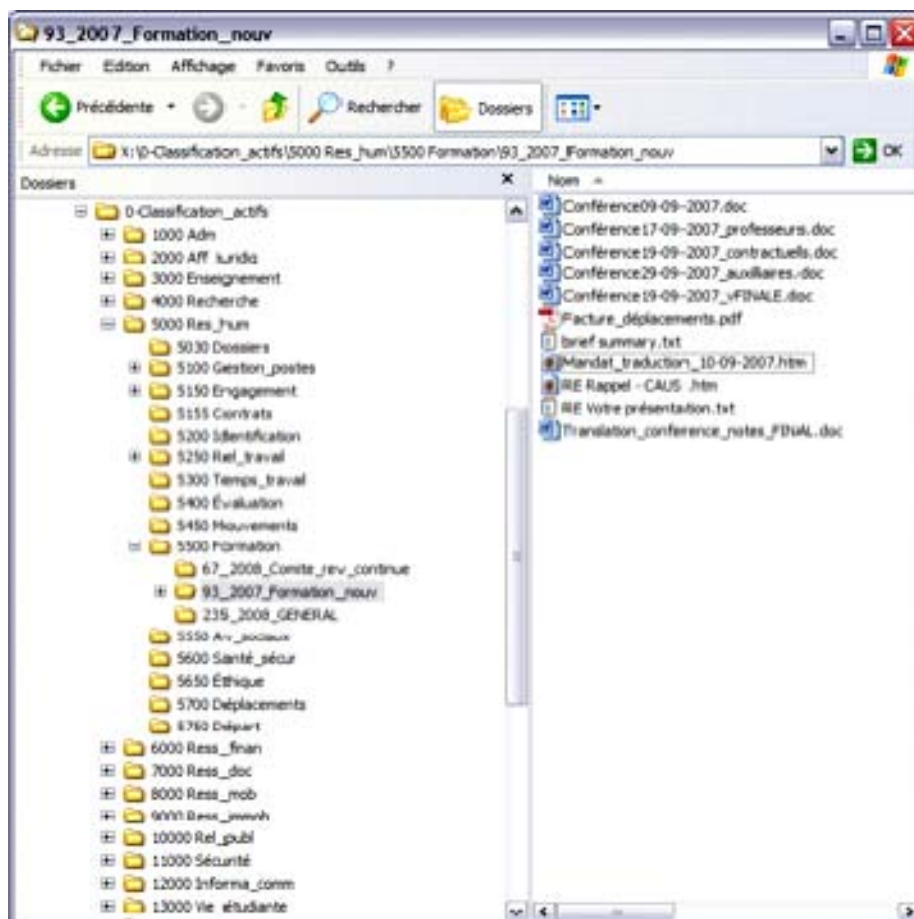 93_2007_Formation_nouv
Fichier Edition Affichage Favoris Outils ?
Précédente Rechercher Dossiers
Adresse X:\0-Classification_actifs\5000 Res_hum\5500 Formation\93_2007_Formation_nouv OK
Dossiers
0-Classification_actifs
1000 Adm
2000 Aff_juridiq
3000 Enseignement
4000 Recherche
5000 Res_hum
5030 Dossiers
5100 Gestion_postes
5150 Engagement
5155 Contrats
5200 Identification
5250 Rel_travail
5300 Temps_travail
5400 Évaluation
5450 Mouvements
5500 Formation
67_2008_Comite_rev_continue
93_2007_Formation_nouv
235_2008_GENERAL
5550 Av_sociaux
5600 Santé_sécur
5650 Éthique
5700 Déplacements
5750 Départ
6000 Ress_finan
7000 Ress_doc
8000 Ress_mob
9000 Ress_immob
10000 Rel_publ
11000 Sécurité
12000 Informa_comm
13000 Vie_étudiante
Nom
Conférence09-09-2007.doc
Conférence17-09-2007_professeurs.doc
Conférence19-09-2007_contractuels.doc
Conférence29-09-2007_auxiliaires.doc
Conférence19-09-2007_vFINALE.doc
Facture_déplacements.pdf
brief summary.txt
Mandat_traduction_10-09-2007.htm
RE Rappel - CAUS .htm
RE Votre présentation.txt
Translation_conference_notes_FINAL.doc